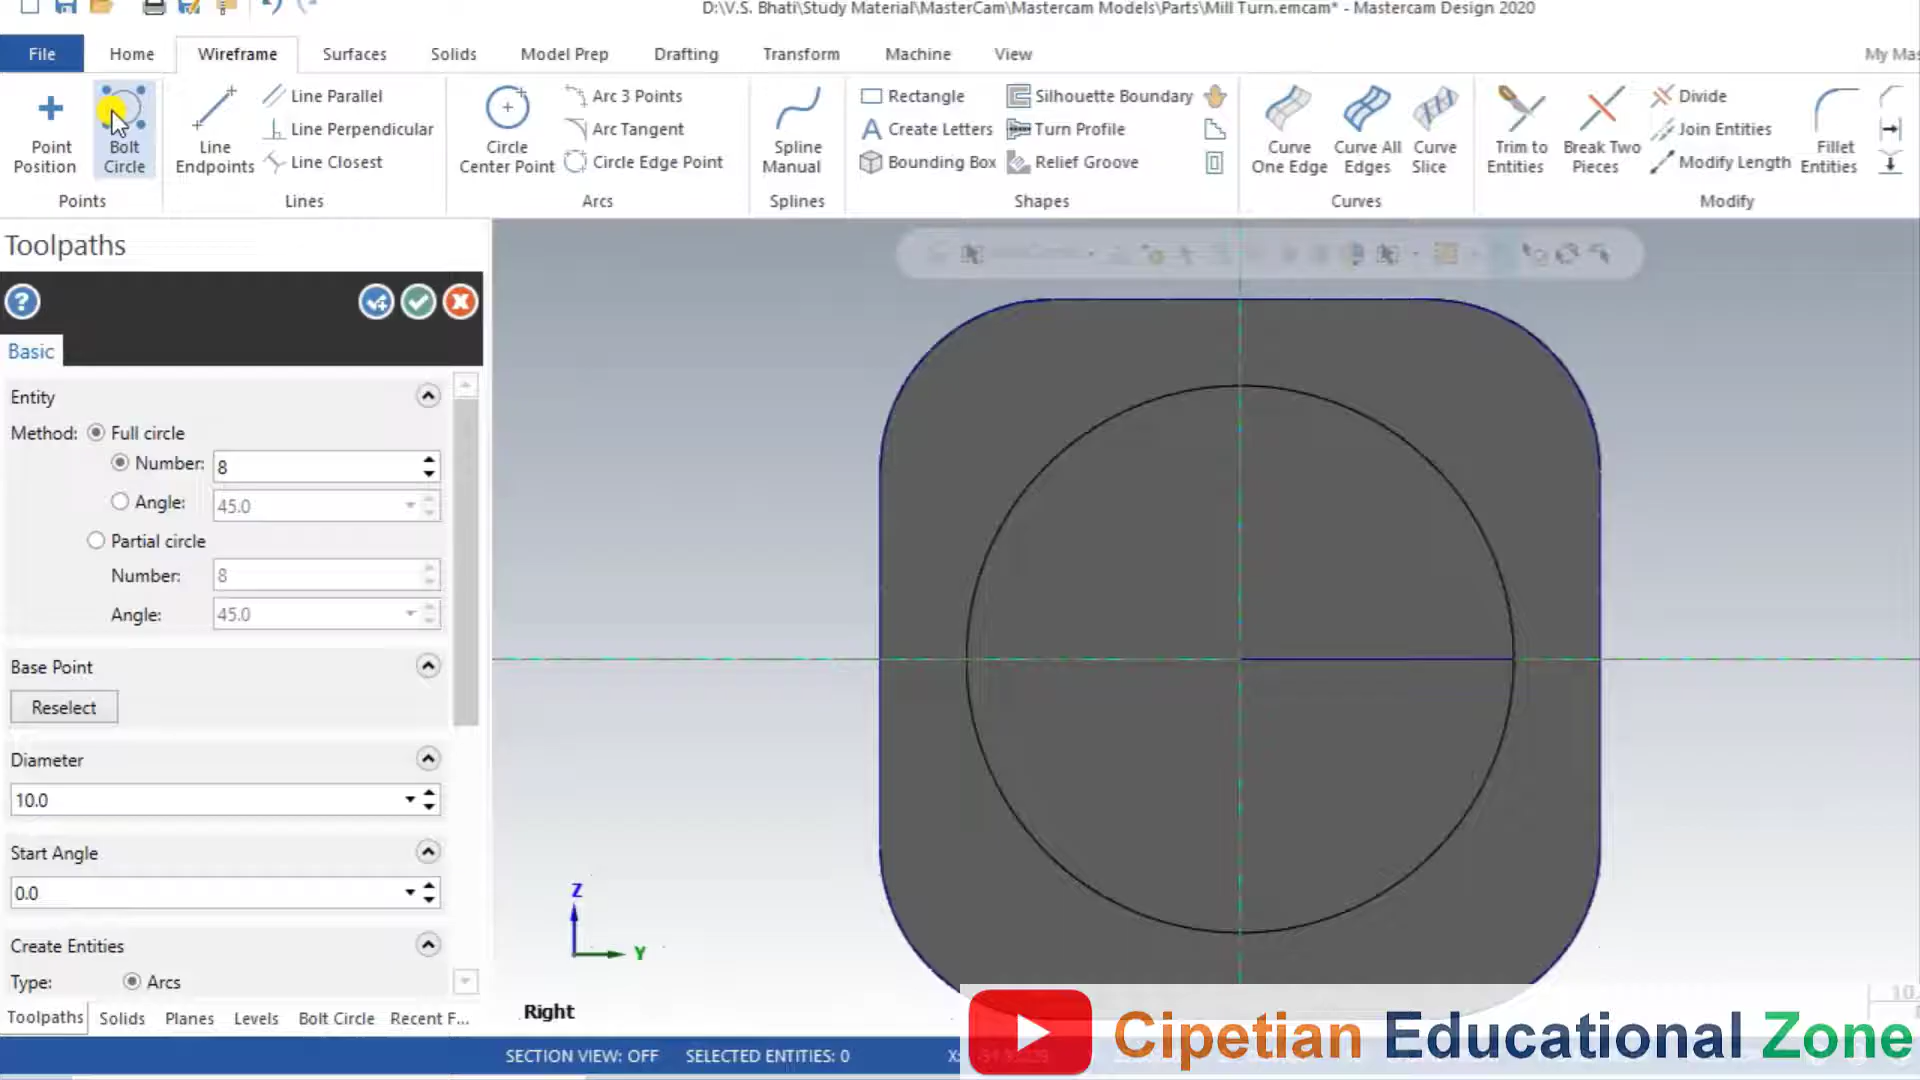 D:\V.S. Bhati\Study Material\MasterCam\Mastercam Models\Parts\Mill Turn.emcam* - Mastercam Design 2020
File Home Wireframe Surfaces Solids Model Prep Drafting Transform Machine View My Mas
Point Position
Bolt Circle
Points
Line Endpoints
Line Parallel
Line Perpendicular
Line Closest
Lines
Circle Center Point
Arc 3 Points
Arc Tangent
Circle Edge Point
Arcs
Spline Manual
Splines
Rectangle
Create Letters
Bounding Box
Silhouette Boundary
Turn Profile
Relief Groove
Shapes
Curve One Edge
Curve All Edges
Curve Slice
Curves
Trim to Entities
Break Two Pieces
Divide
Join Entities
Modify Length
Fillet Entities
Modify
Toolpaths
Basic
Entity
Method: Full circle
Number: 8
Angle: 45.0
Partial circle
Number: 8
Angle: 45.0
Base Point
Reselect
Diameter
10.0
Start Angle
0.0
Create Entities
Type: Arcs
Toolpaths Solids Planes Levels Bolt Circle Recent F...
Z
Y
Right
SECTION VIEW: OFF SELECTED ENTITIES: 0 X:
Cipetian Educational Zone